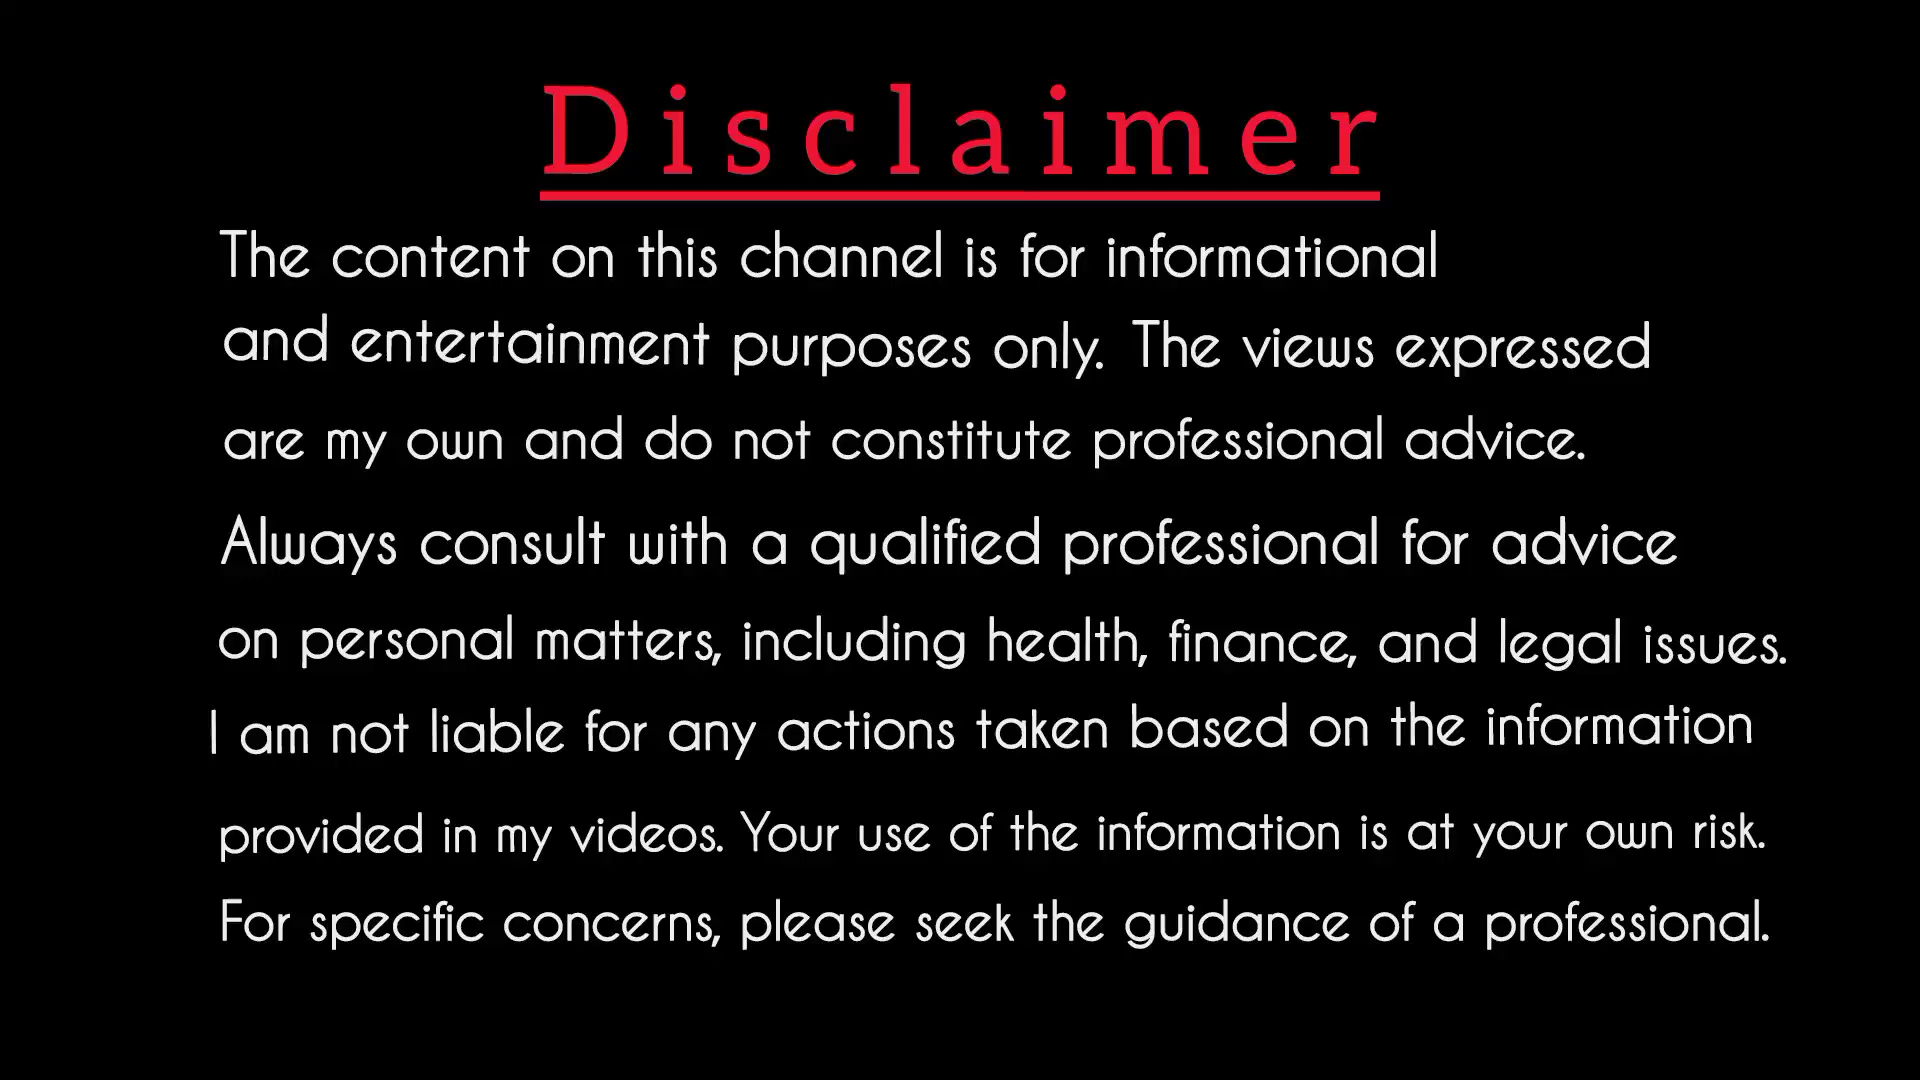 Disclaimer
The content on this channel is for informational
and entertainment purposes only. The views expressed
are my own and do not constitute professional advice.
Always consult with a qualified professional for advice
on personal matters, including health, finance, and legal issues.
I am not liable for any actions taken based on the information
provided in my videos. Your use of the information is at your own risk.
For specific concerns, please seek the guidance of a professional.